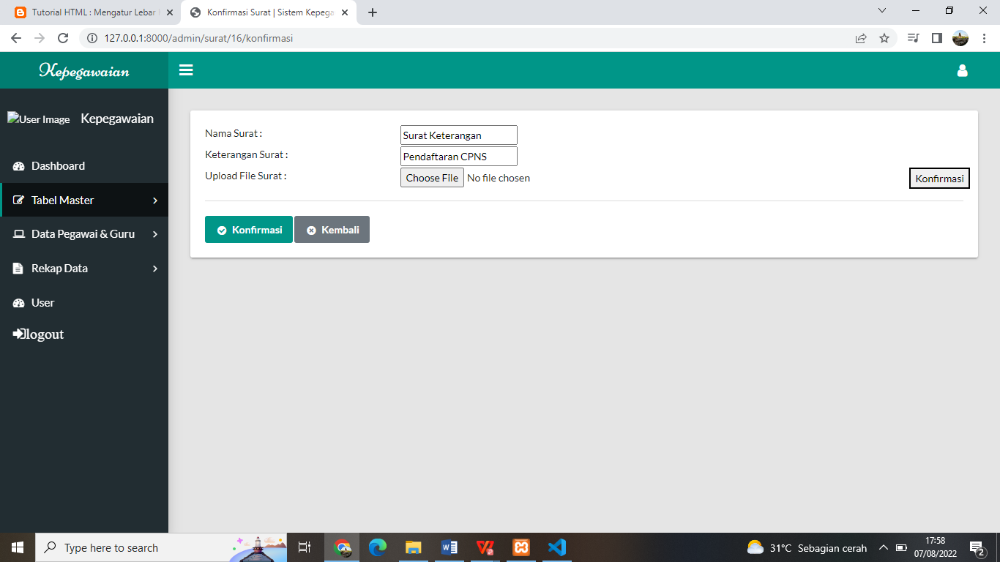 Tutorial HTML : Mengatur Lebar
Konfirmasi Surat | Sistem Kepega
127.0.0.1:8000/admin/surat/16/konfirmasi
Kepegawaian
User Image
Kepegawaian
Dashboard
Tabel Master
Data Pegawai & Guru
Rekap Data
User
logout
Nama Surat :
Surat Keterangan
Keterangan Surat :
Pendaftaran CPNS
Upload File Surat :
Choose File No file chosen
Konfirmasi
Konfirmasi
Kembali
Type here to search
31°C Sebagian cerah
17:58
07/08/2022
2